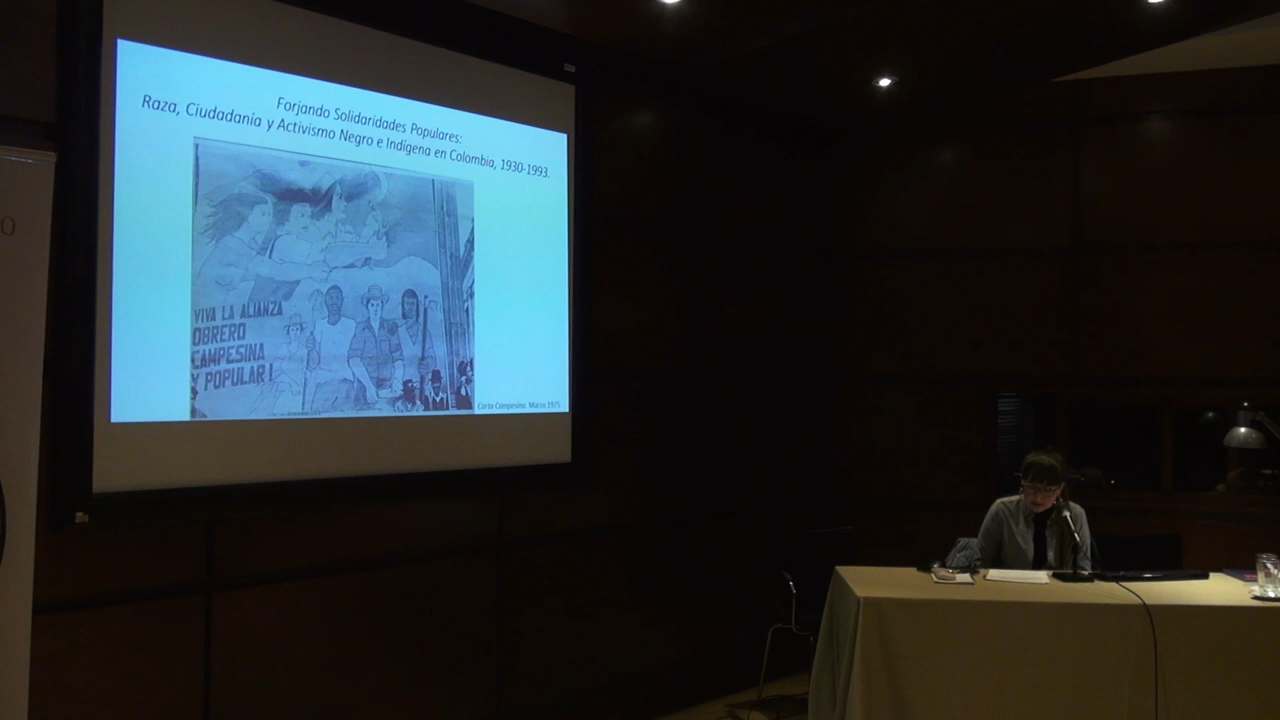 Forjando Solidaridades Populares:
Raza, Ciudadanía y Activismo Negro e Indígena en Colombia, 1930-1993.
VIVA LA ALIANZA
OBRERO
CAMPESINA
Y POPULAR!
Carta Campesina. Marzo 1975.
O